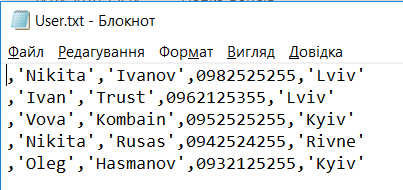 User.txt - Блокнот
Файл Редагування Формат Вигляд Довідка
,'Nikita','Ivanov',0982525255,'Lviv'
,'Ivan','Trust',0962125355,'Lviv'
,'Vova','Kombain',0952525255,'Kyiv'
,'Nikita','Rusas',0942524255,'Rivne'
,'Oleg','Hasmanov',0932125255,'Kyiv'